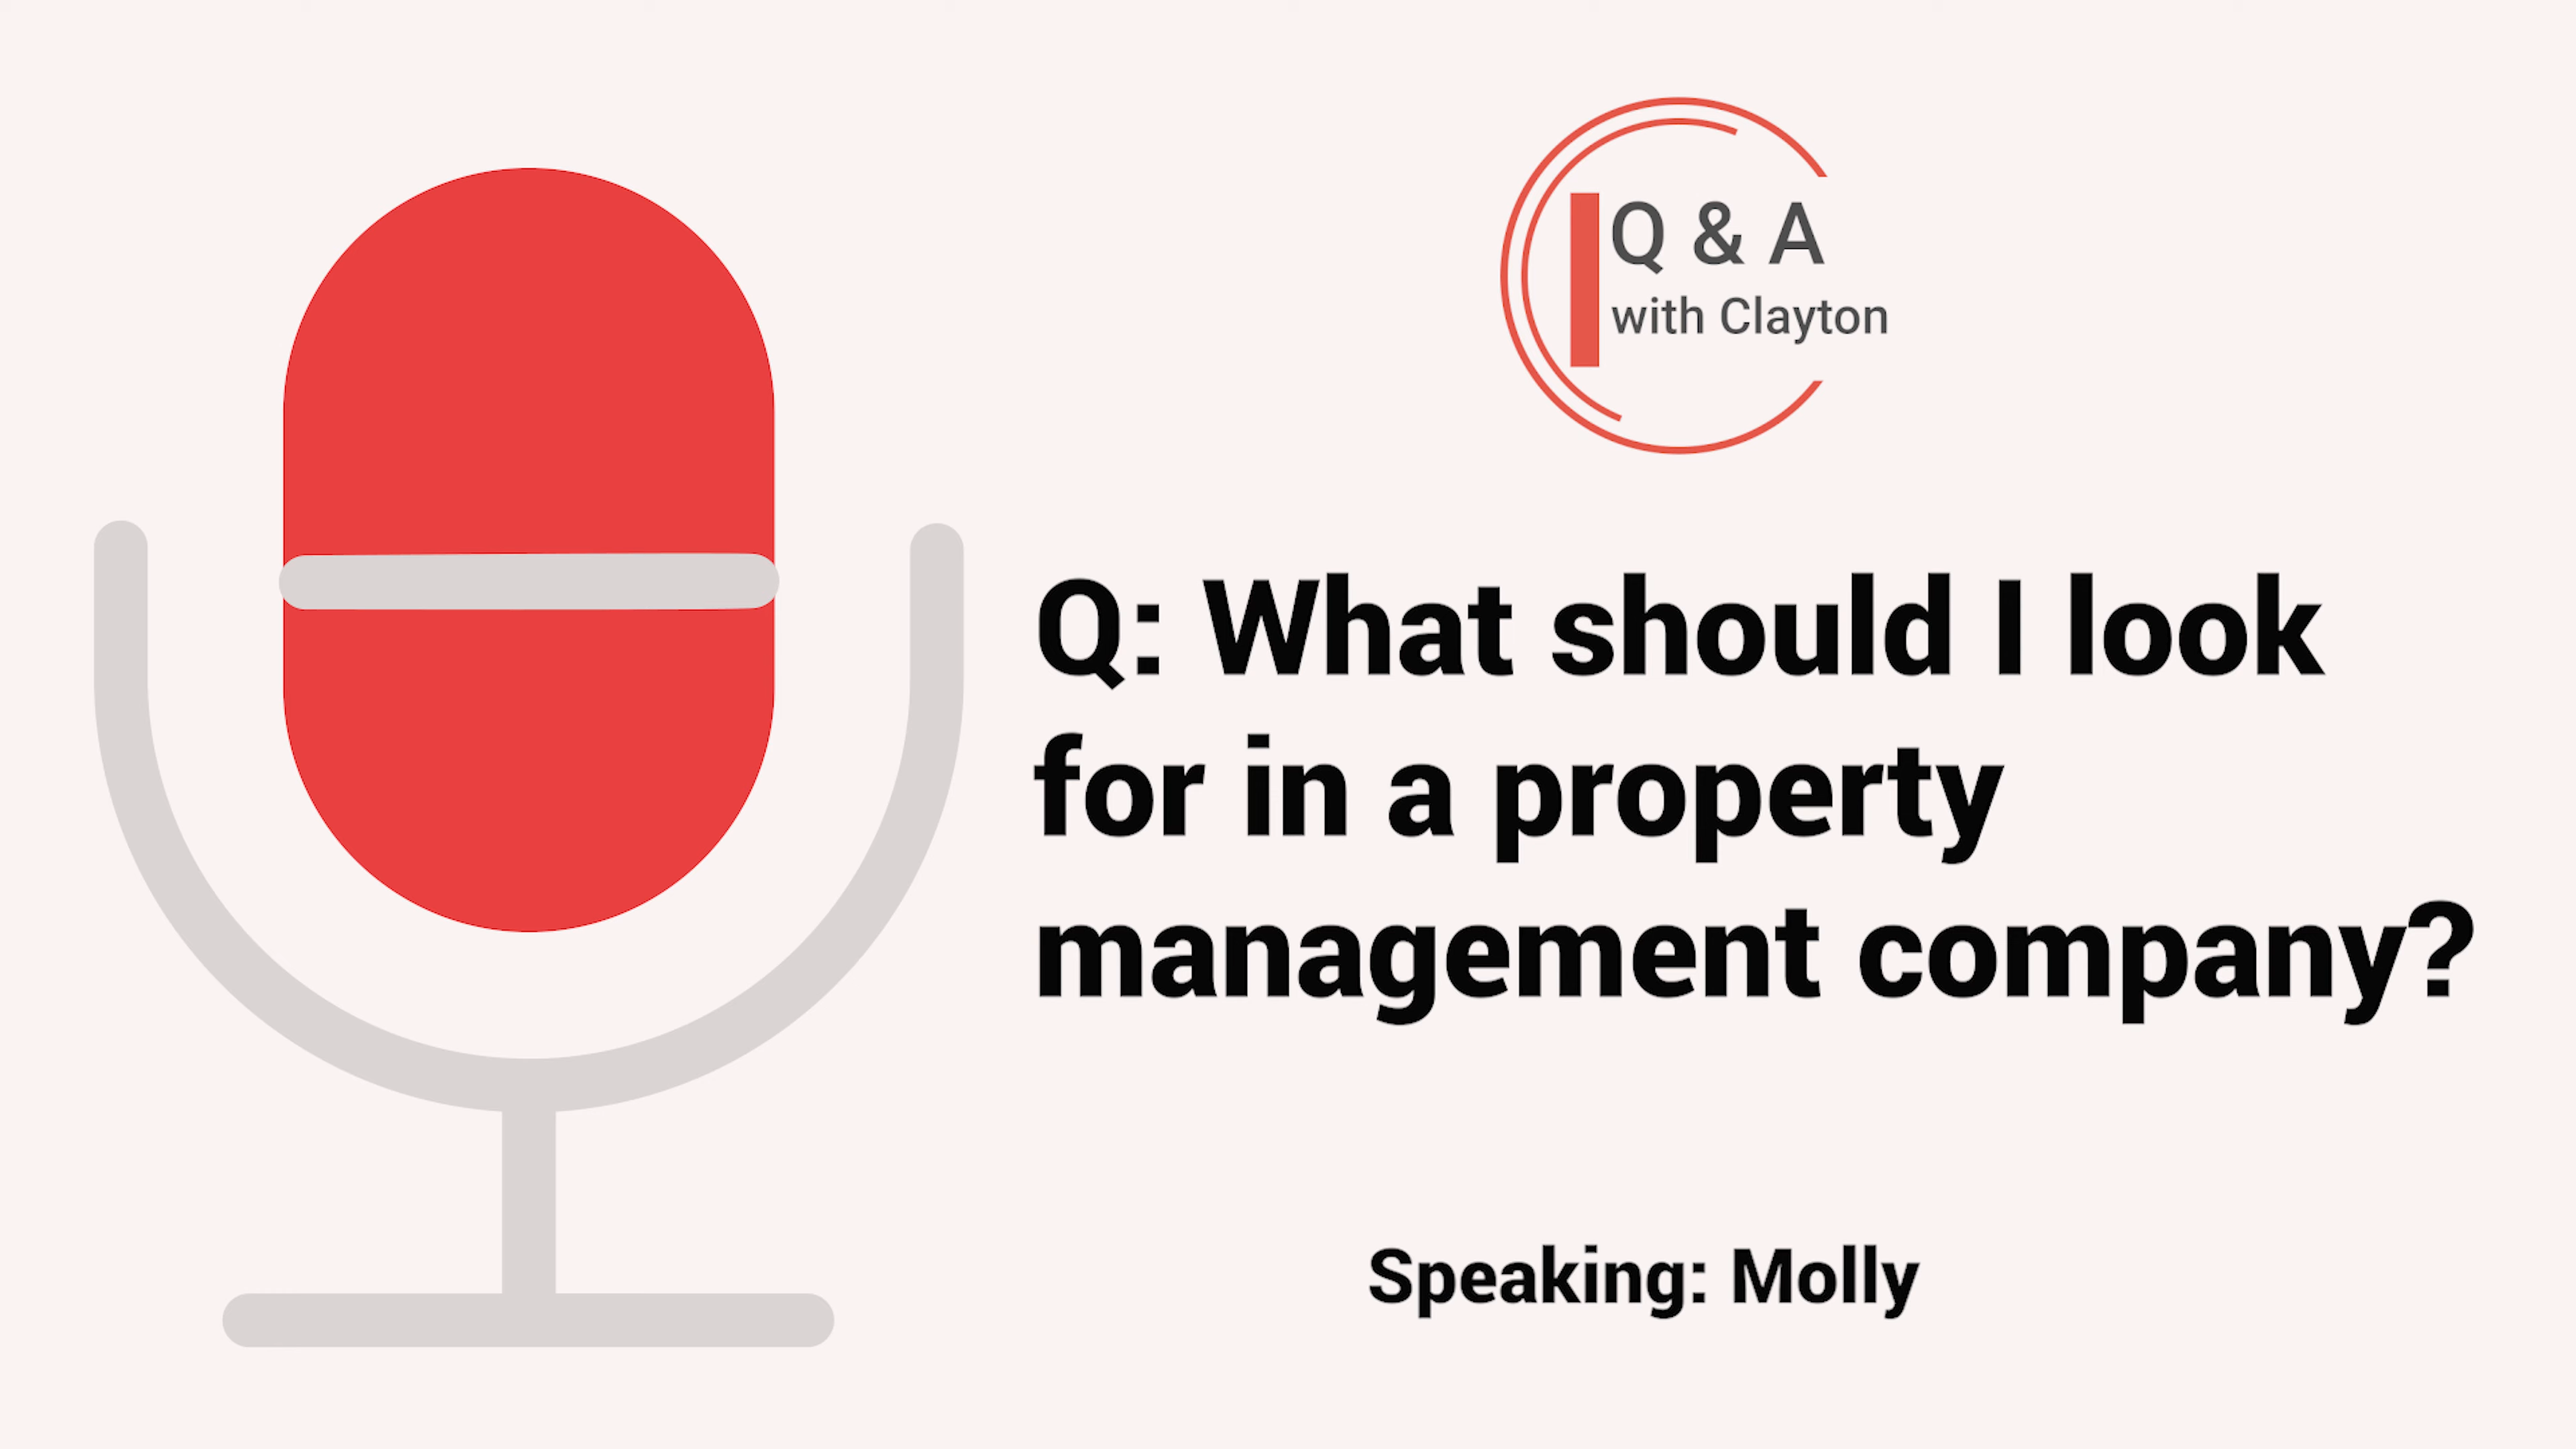 Q & A
with Clayton
Q: What should I look
for in a property
management company?
Speaking: Molly